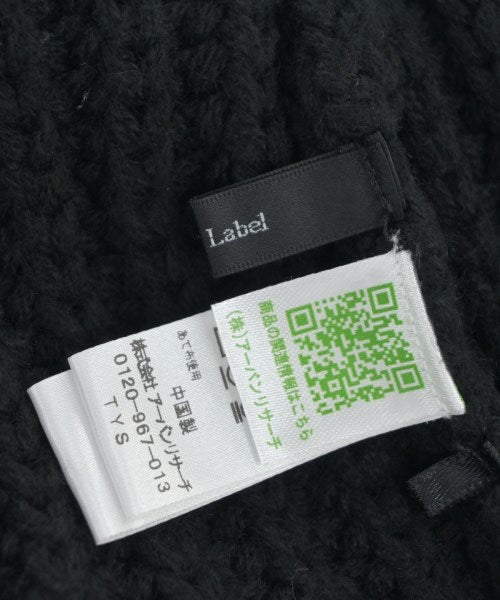 Label
商品の関連情報はこちら
(株)アーバンリサーチ
あて布使用
中国製
株式会社 アーバンリサーチ
0120-967-013
TYS